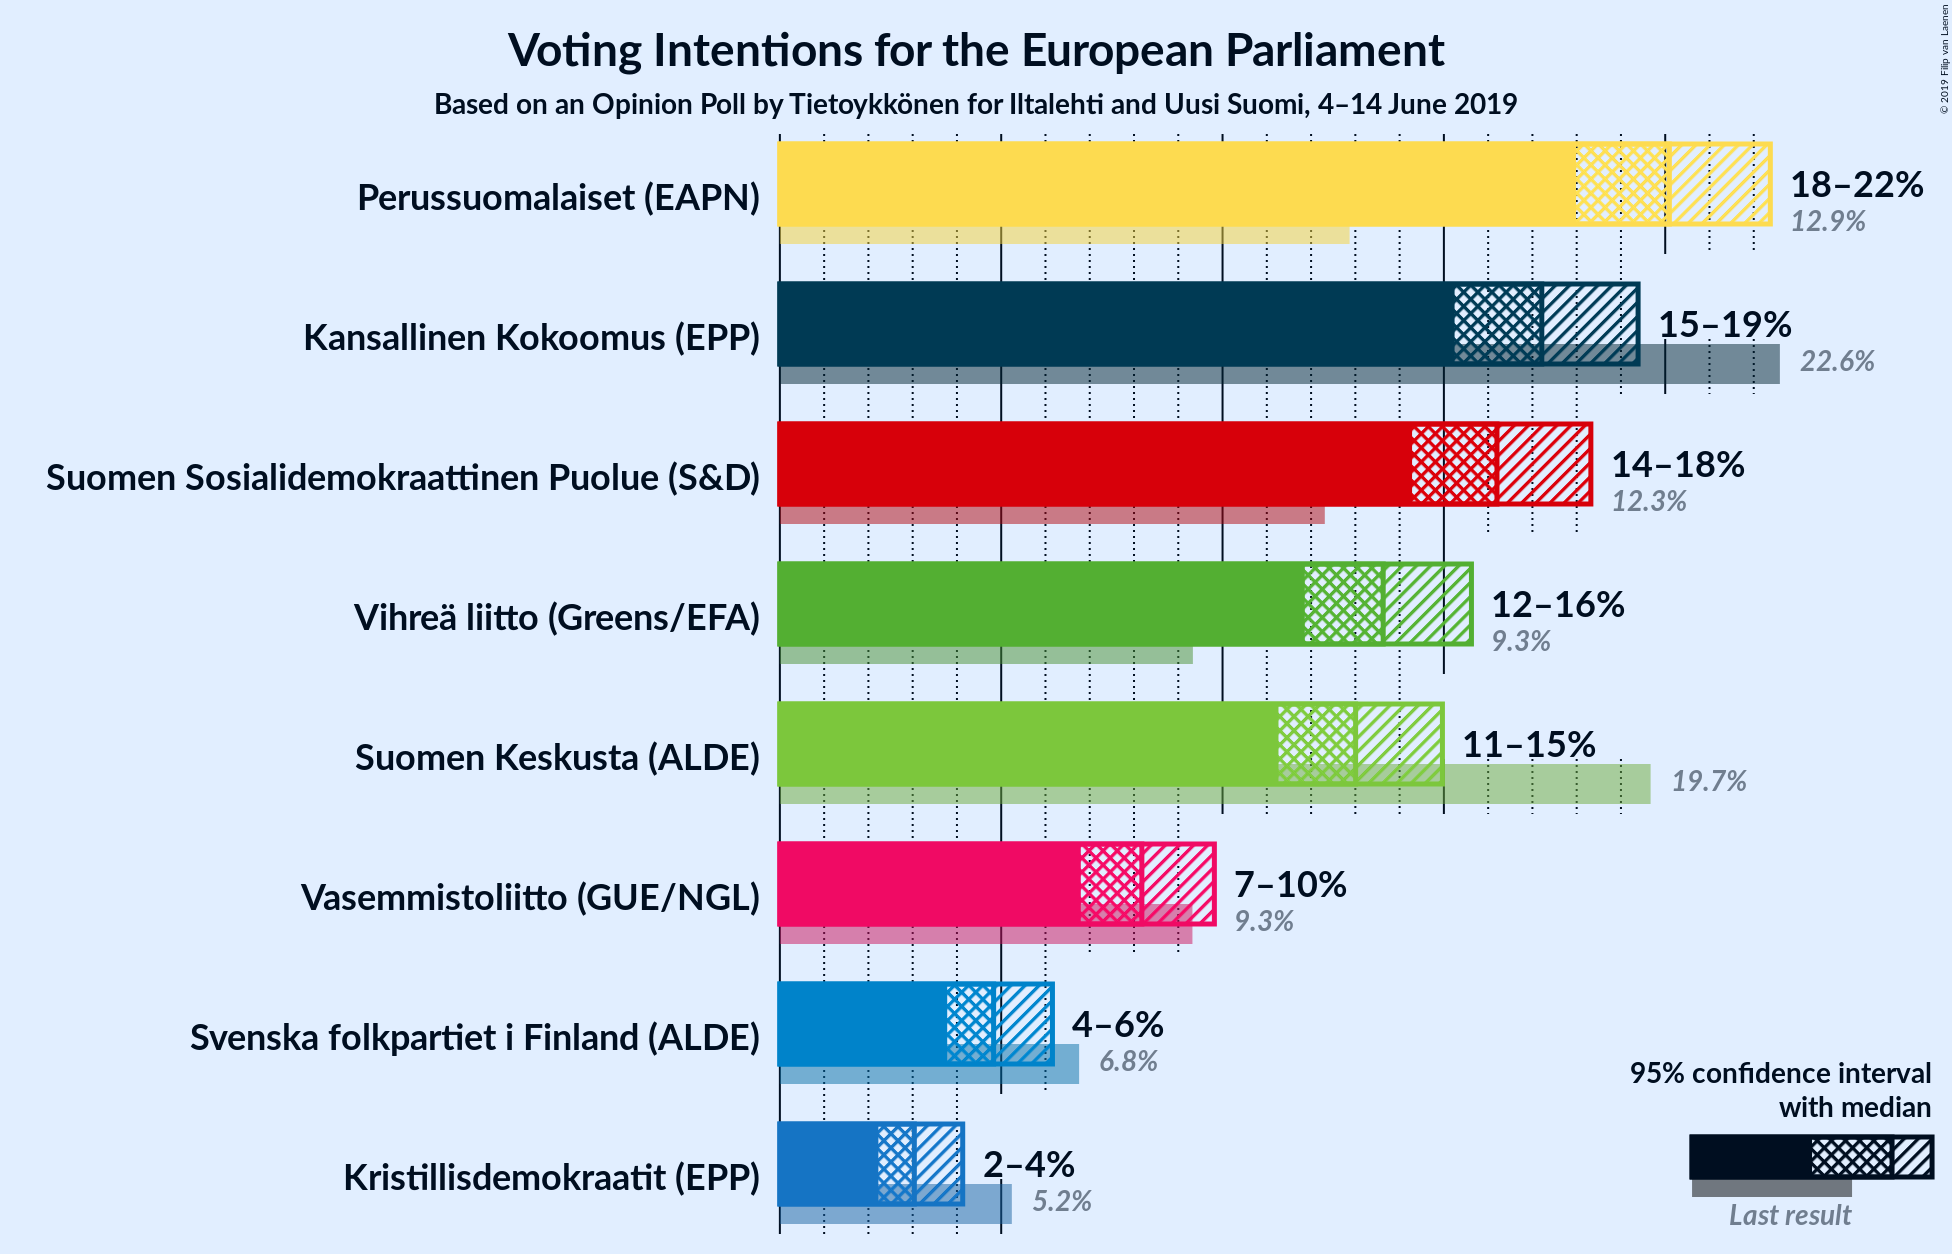 Voting Intentions for the European Parliament
Based on an Opinion Poll by Tietoykkönen for Iltalehti and Uusi Suomi, 4–14 June 2019
© 2019 Filip van Laenen
Perussuomalaiset (EAPN)
18–22%
12.9%
Kansallinen Kokoomus (EPP)
15–19%
22.6%
Suomen Sosialidemokraattinen Puolue (S&D)
14–18%
12.3%
Vihreä liitto (Greens/EFA)
12–16%
9.3%
Suomen Keskusta (ALDE)
11–15%
19.7%
Vasemmistoliitto (GUE/NGL)
7–10%
9.3%
Svenska folkpartiet i Finland (ALDE)
4–6%
6.8%
Kristillisdemokraatit (EPP)
2–4%
5.2%
95% confidence interval
with median
Last result